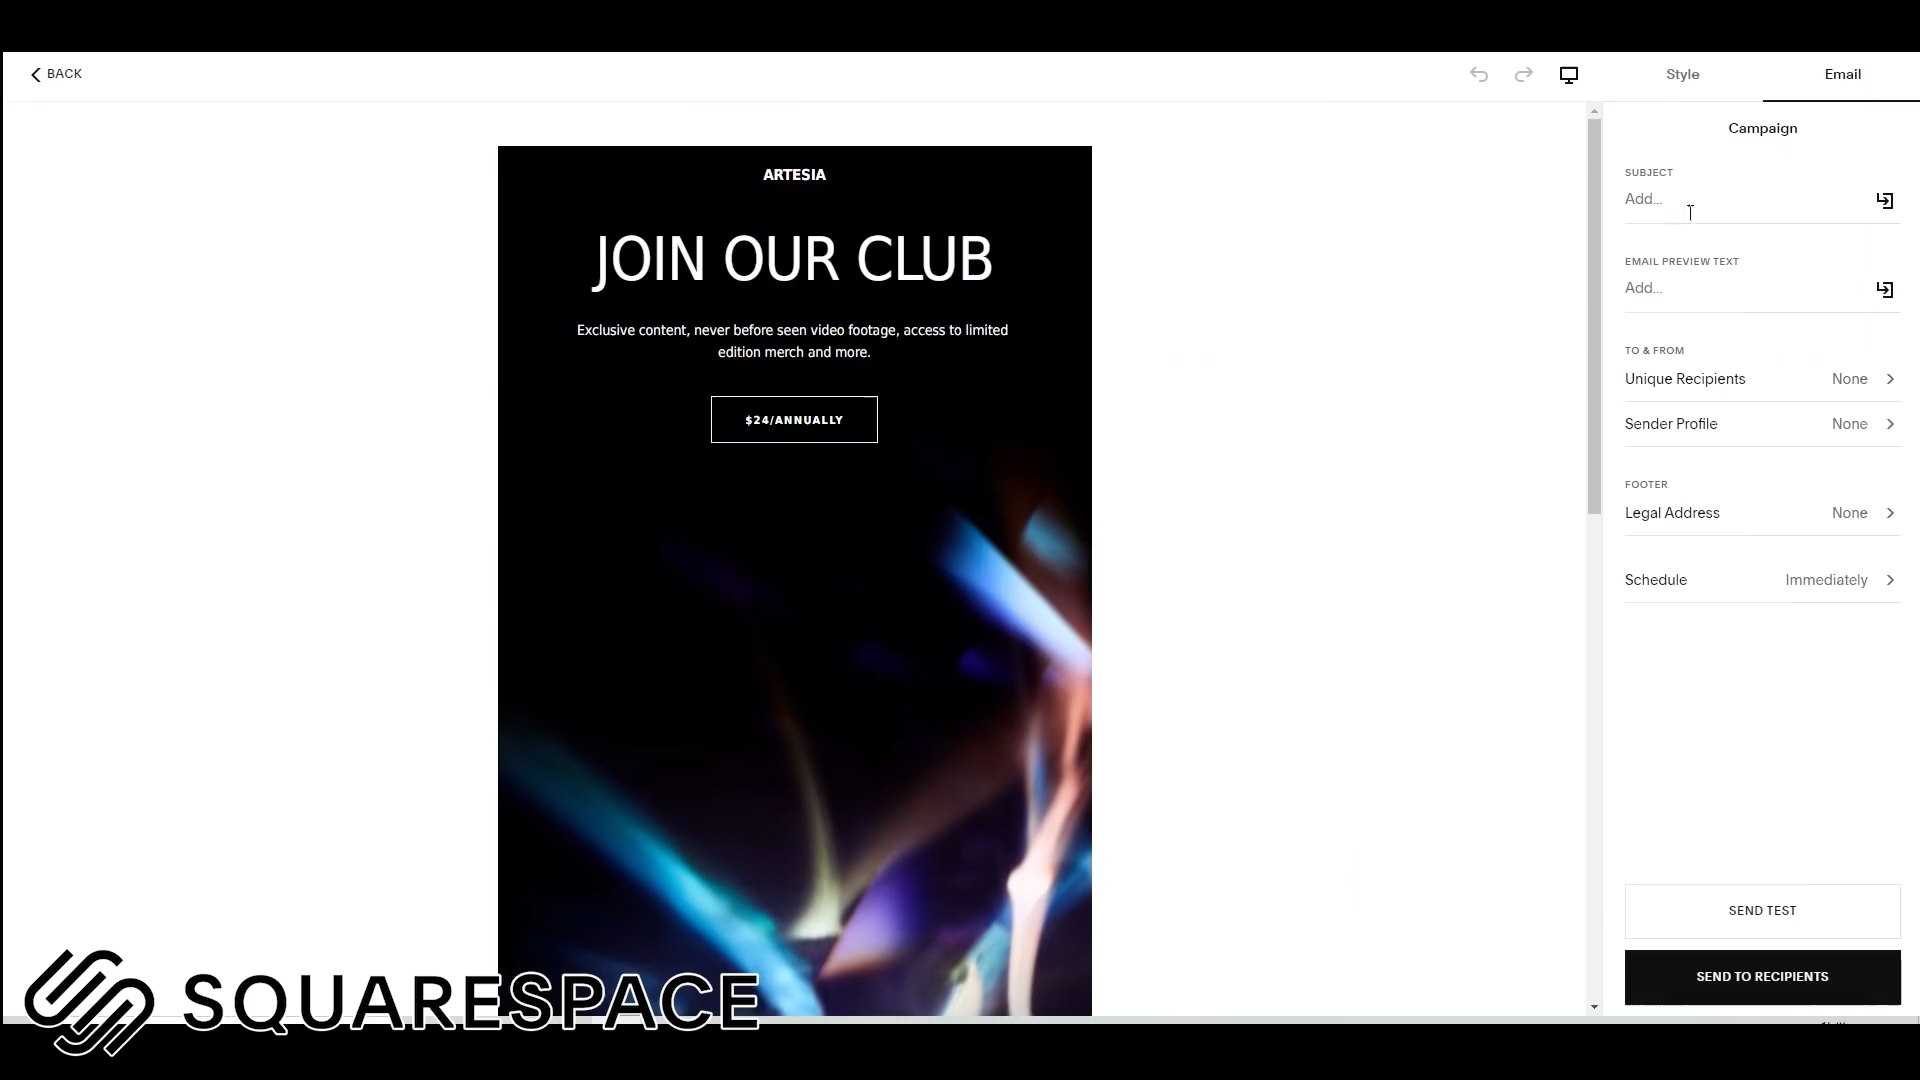 BACK
Style
Email
ARTESIA
JOIN OUR CLUB
Exclusive content, never before seen video footage, access to limited
edition merch and more.
$24/ANNUALLY
Campaign
SUBJECT
Add...
EMAIL PREVIEW TEXT
Add...
TO & FROM
Unique Recipients None
Sender Profile None
FOOTER
Legal Address None
Schedule Immediately
SEND TEST
SEND TO RECIPIENTS
SQUARESPACE